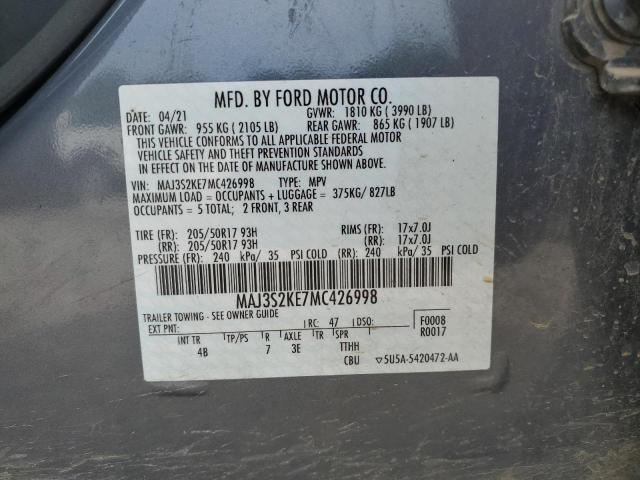 MFD. BY FORD MOTOR CO.
DATE: 04/21 GVWR: 1810 KG ( 3990 LB)
FRONT GAWR: 955 KG ( 2105 LB) REAR GAWR: 865 KG ( 1907 LB)
THIS VEHICLE CONFORMS TO ALL APPLICABLE FEDERAL MOTOR
VEHICLE SAFETY AND THEFT PREVENTION STANDARDS
IN EFFECT ON THE DATE OF MANUFACTURE SHOWN ABOVE
VIN: MAJ3S2KE7MC426998 TYPE: MPV
MAXIMUM LOAD = OCCUPANTS + LUGGAGE = 375KG/ 827LB
OCCUPANTS = 5 TOTAL; 2 FRONT, 3 REAR
TIRE (FR): 205/50R17 93H RIMS (FR): 17x7.0J
(RR): 205/50R17 93H (RR): 17x7.0J
PRESSURE (FR): 240 kPa/ 35 PSI COLD (RR): 240 kPa/ 35 PSI COLD
MAJ3S2KE7MC426998
TRAILER TOWING - SEE OWNER GUIDE
EXT PNT: RC: 47 DSO: F0008
R0017
INT TR TP/PS R AXLE TR SPR
4B 7 3E TTHH
CBU 5U5A-5420472-AA